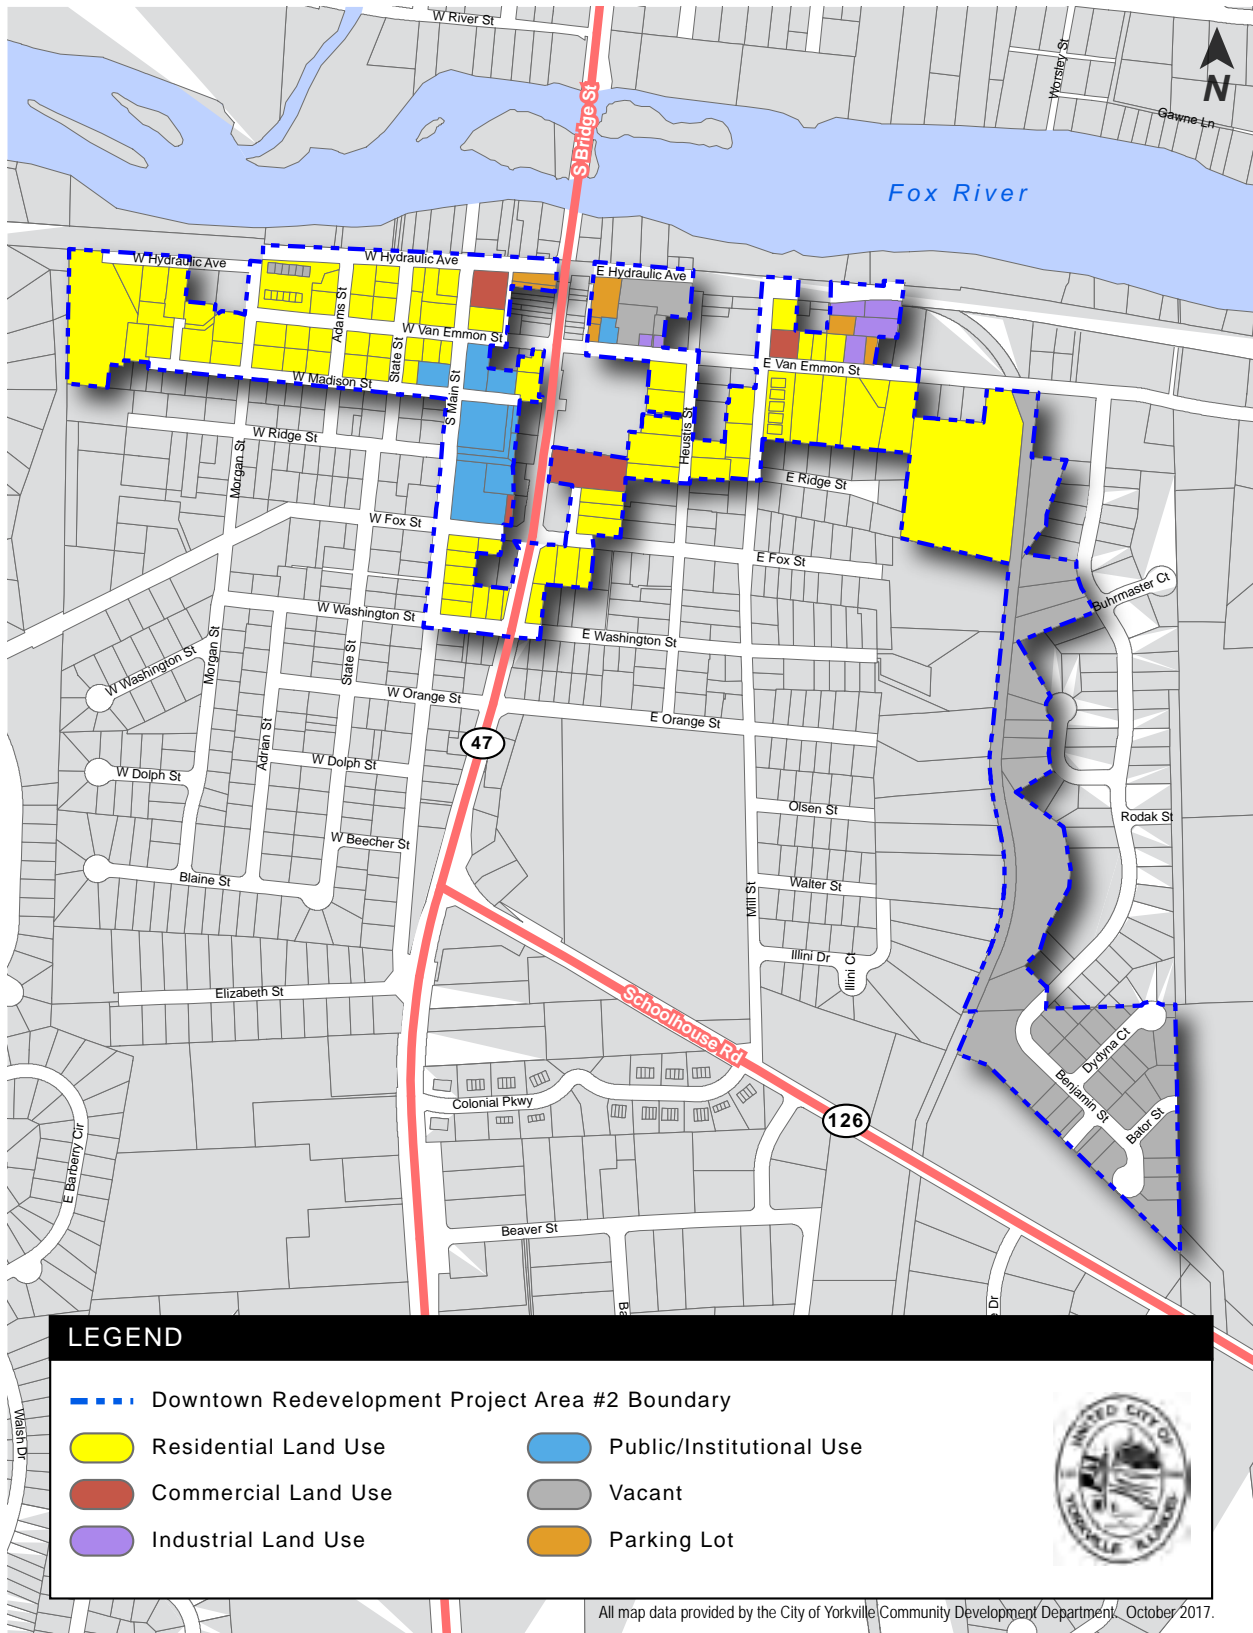 W River St
Worsley St
Gawne Ln
N
S Bridge St
Fox River
W Hydraulic Ave
W Hydraulic Ave
E Hydraulic Ave
Adams St
State St
W Van Emmon St
E Van Emmon St
W Madison St
S Main St
Heustis St
W Ridge St
E Ridge St
Morgan St
W Fox St
E Fox St
Buhrmaster Ct
W Washington St
E Washington St
W Washington St
Morgan St
State St
W Orange St
E Orange St
Adrian St
47
W Dolph St
W Dolph St
Olsen St
Rodak St
W Beecher St
Blaine St
Walter St
Mill St
Illini Dr
Illini Ct
Elizabeth St
Schoolhouse Rd
Dydyna Ct
Benjamin St
Bator St
Colonial Pkwy
126
E Barberry Cir
Beaver St
Walsh Dr
LEGEND
Downtown Redevelopment Project Area #2 Boundary
Residential Land Use
Public/Institutional Use
Commercial Land Use
Vacant
Industrial Land Use
Parking Lot
UNITED CITY OF
YORKVILLE ILLINOIS
All map data provided by the City of Yorkville Community Development Department. October 2017.